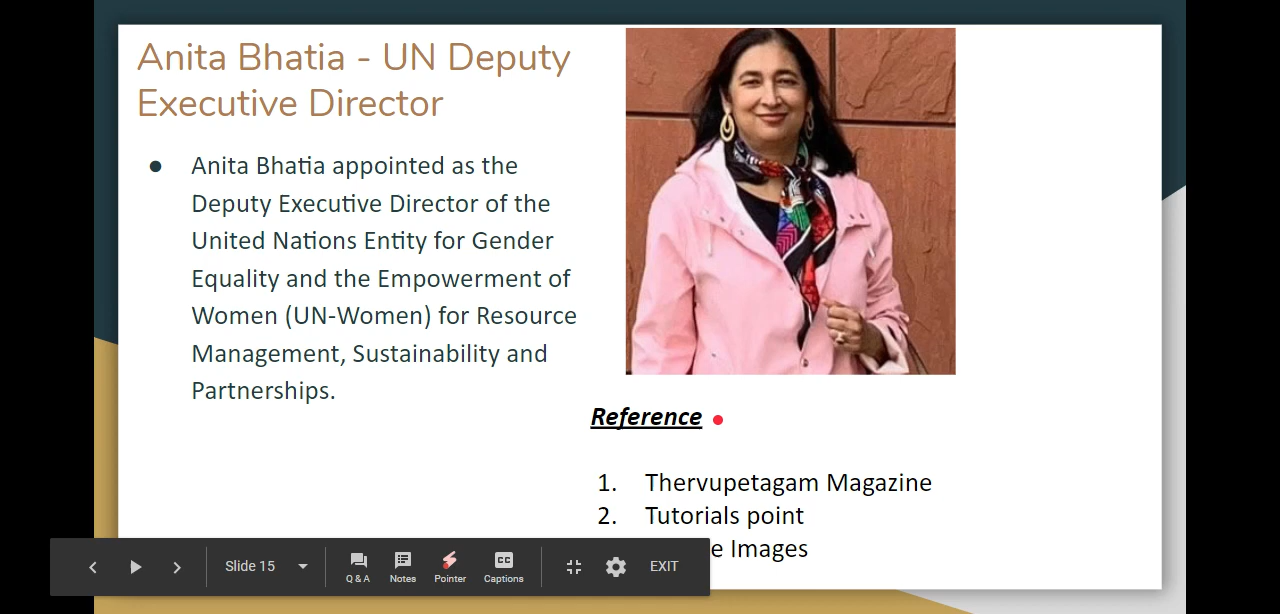 Anita Bhatia - UN Deputy
Executive Director
● Anita Bhatia appointed as the
Deputy Executive Director of the
United Nations Entity for Gender
Equality and the Empowerment of
Women (UN-Women) for Resource
Management, Sustainability and
Partnerships.
Reference
1. Thervupetagam Magazine
2. Tutorials point
Images
Slide 15
Q & A
Notes
Pointer
CC
Captions
EXIT